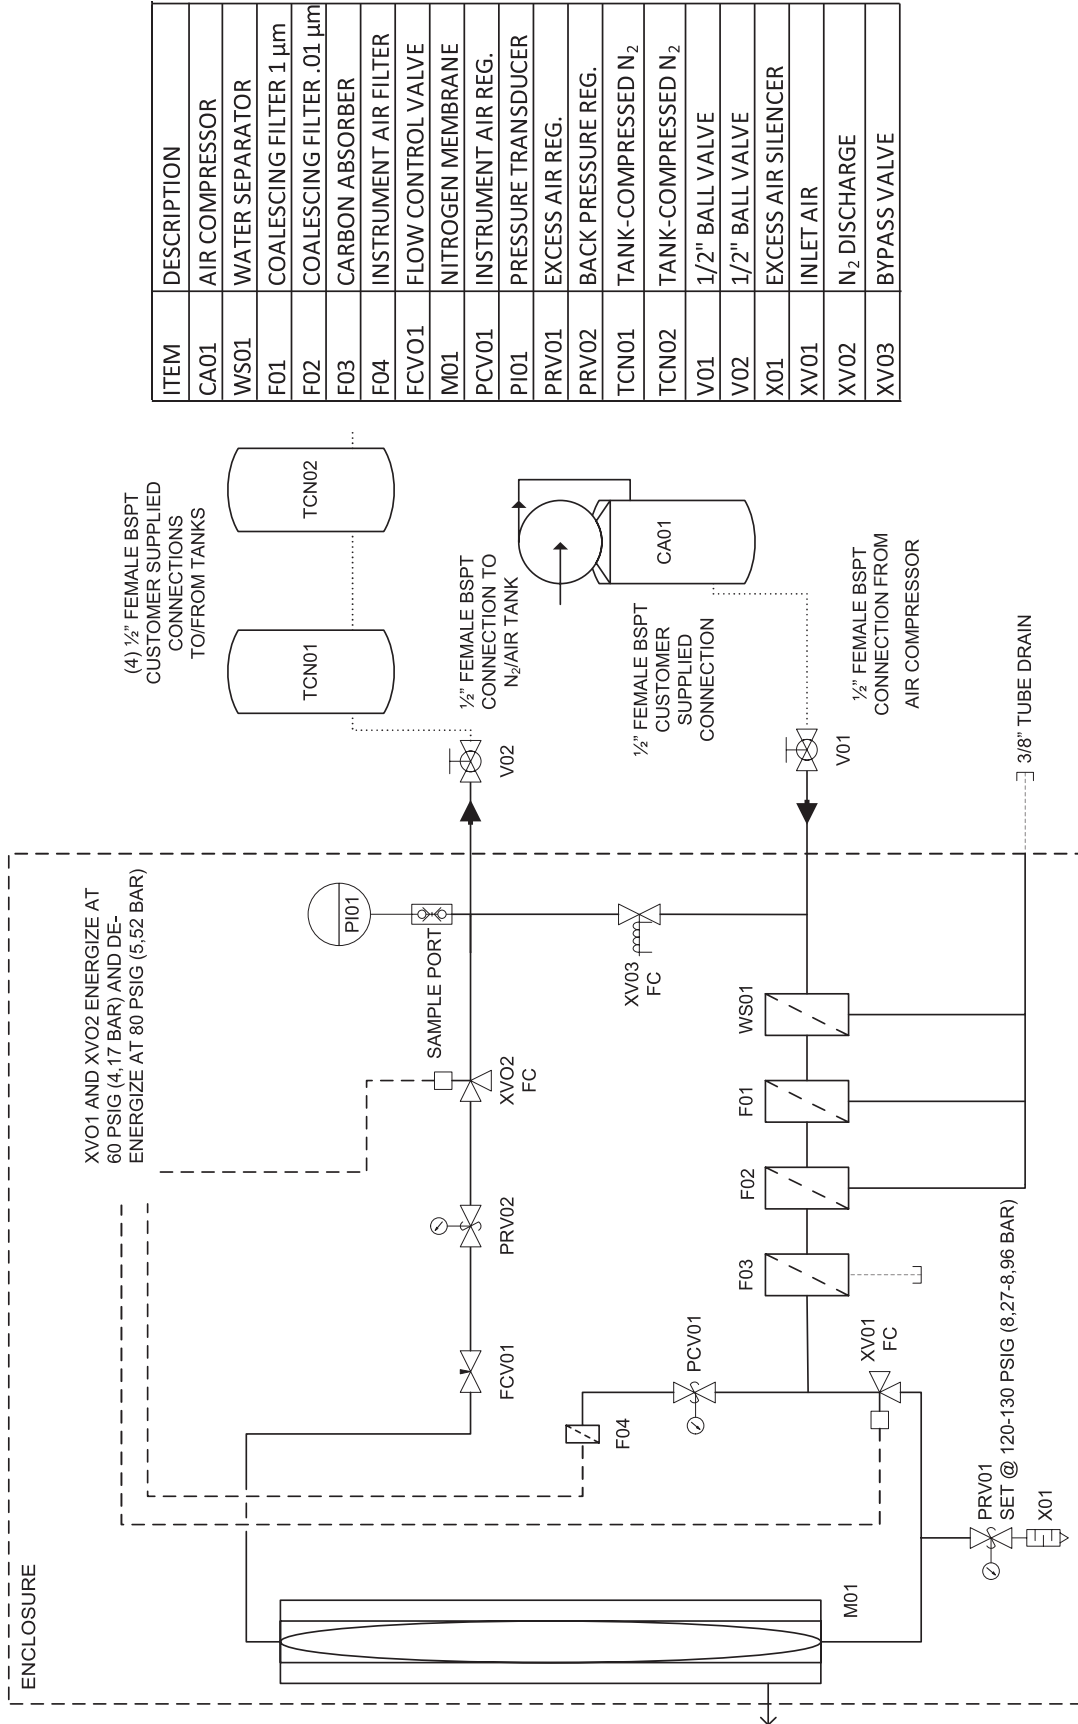 ENCLOSURE
XVO1 AND XVO2 ENERGIZE AT
60 PSIG (4,17 BAR) AND DE-
ENERGIZE AT 80 PSIG (5,52 BAR)
PI01
SAMPLE PORT
XVO2
FC
PRV02
FCV01
XV03
FC
WS01
F01
F02
F03
PCV01
F04
XV01
FC
PRV01
SET @ 120-130 PSIG (8,27-8,96 BAR)
X01
M01
(4) ½" FEMALE BSPT
CUSTOMER SUPPLIED
CONNECTIONS
TO/FROM TANKS
TCN01
TCN02
V02
½" FEMALE BSPT
CONNECTION TO
N₂/AIR TANK
CA01
½" FEMALE BSPT
CUSTOMER
SUPPLIED
CONNECTION
V01
½" FEMALE BSPT
CONNECTION FROM
AIR COMPRESSOR
3/8" TUBE DRAIN
ITEM DESCRIPTION
CA01 AIR COMPRESSOR
WS01 WATER SEPARATOR
F01 COALESCING FILTER 1 µm
F02 COALESCING FILTER .01 µm
F03 CARBON ABSORBER
F04 INSTRUMENT AIR FILTER
FCVO1 FLOW CONTROL VALVE
M01 NITROGEN MEMBRANE
PCV01 INSTRUMENT AIR REG.
PI01 PRESSURE TRANSDUCER
PRV01 EXCESS AIR REG.
PRV02 BACK PRESSURE REG.
TCN01 TANK-COMPRESSED N₂
TCN02 TANK-COMPRESSED N₂
V01 1/2" BALL VALVE
V02 1/2" BALL VALVE
X01 EXCESS AIR SILENCER
XV01 INLET AIR
XV02 N₂ DISCHARGE
XV03 BYPASS VALVE